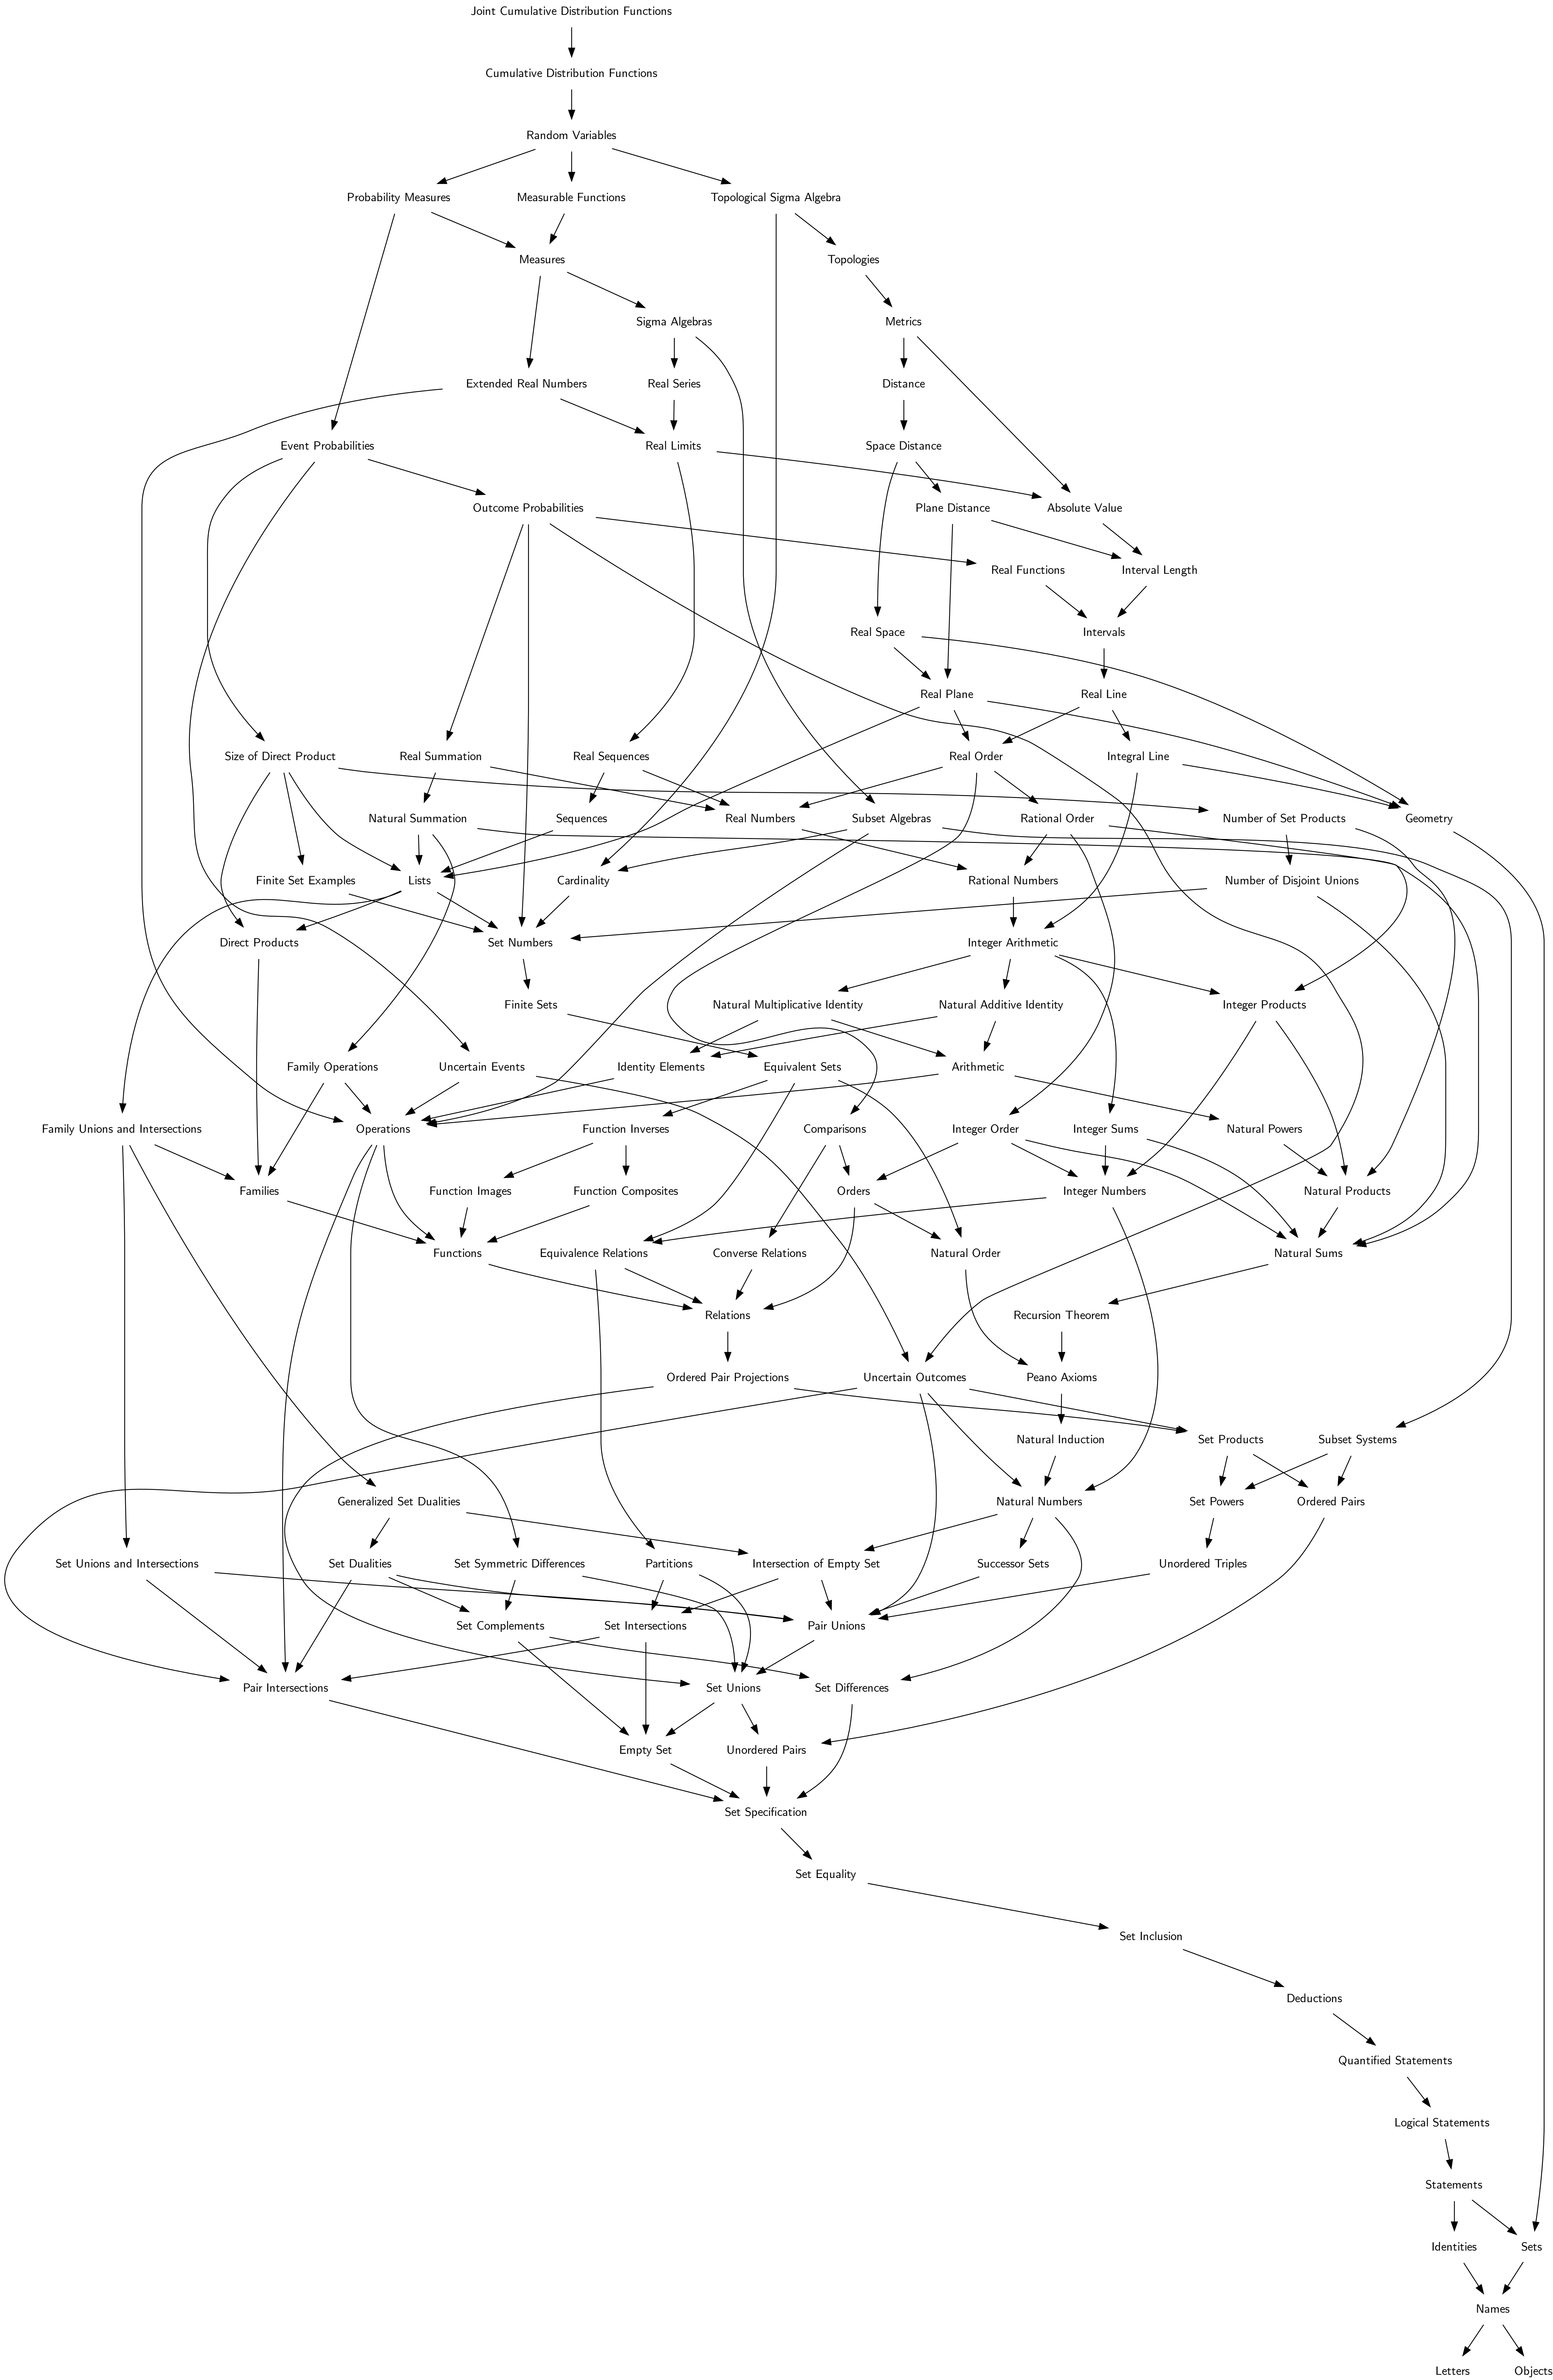 Joint Cumulative Distribution Functions
Cumulative Distribution Functions
Random Variables
Probability Measures
Measurable Functions
Topological Sigma Algebra
Measures
Topologies
Sigma Algebras
Metrics
Extended Real Numbers
Real Series
Distance
Event Probabilities
Real Limits
Space Distance
Outcome Probabilities
Plane Distance
Absolute Value
Real Functions
Interval Length
Real Space
Intervals
Real Plane
Real Line
Size of Direct Product
Real Summation
Real Sequences
Real Order
Integral Line
Natural Summation
Sequences
Real Numbers
Subset Algebras
Rational Order
Number of Set Products
Geometry
Finite Set Examples
Lists
Cardinality
Rational Numbers
Number of Disjoint Unions
Direct Products
Set Numbers
Integer Arithmetic
Finite Sets
Natural Multiplicative Identity
Natural Additive Identity
Integer Products
Family Operations
Uncertain Events
Identity Elements
Equivalent Sets
Arithmetic
Family Unions and Intersections
Operations
Function Inverses
Comparisons
Integer Order
Integer Sums
Natural Powers
Families
Function Images
Function Composites
Orders
Integer Numbers
Natural Products
Functions
Equivalence Relations
Converse Relations
Natural Order
Natural Sums
Relations
Recursion Theorem
Ordered Pair Projections
Uncertain Outcomes
Peano Axioms
Natural Induction
Set Products
Subset Systems
Generalized Set Dualities
Natural Numbers
Set Powers
Ordered Pairs
Set Unions and Intersections
Set Dualities
Set Symmetric Differences
Partitions
Intersection of Empty Set
Successor Sets
Unordered Triples
Set Complements
Set Intersections
Pair Unions
Pair Intersections
Set Unions
Set Differences
Empty Set
Unordered Pairs
Set Specification
Set Equality
Set Inclusion
Deductions
Quantified Statements
Logical Statements
Statements
Identities
Sets
Names
Letters
Objects